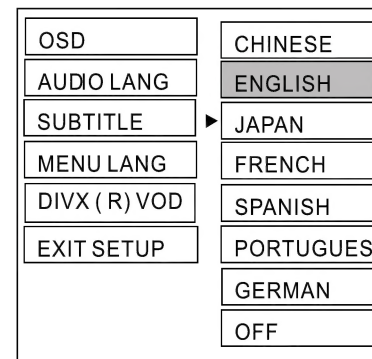 OSD
AUDIO LANG
SUBTITLE
MENU LANG
DIVX ( R) VOD
EXIT SETUP
CHINESE
ENGLISH
JAPAN
FRENCH
SPANISH
PORTUGUES
GERMAN
OFF